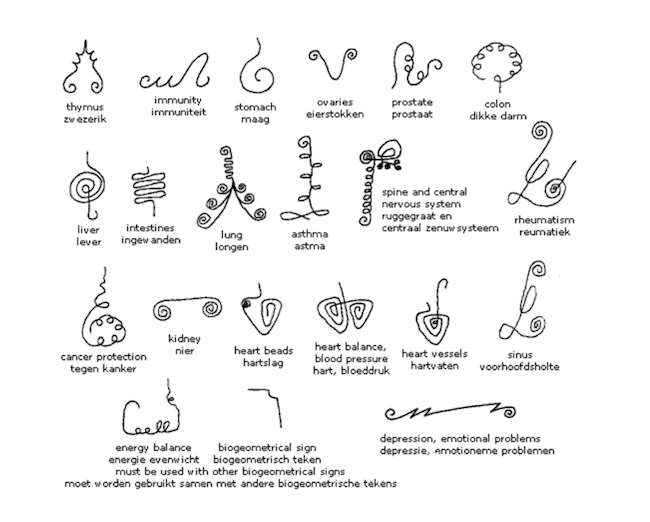 thymus
zwezerik
immunity
immuniteit
stomach
maag
ovaries
eierstokken
prostate
prostaat
colon
dikke darm
liver
lever
intestines
ingewanden
lung
longen
asthma
astma
spine and central
nervous system
ruggegraat en
centraal zenuwsysteem
rheumatism
reumatiek
cancer protection
tegen kanker
kidney
nier
heart beads
hartslag
heart balance,
blood pressure
hart, bloeddruk
heart vessels
hartvaten
sinus
voorhoofdsholte
energy balance
energie evenwicht
biogeometrical sign
biogeometrisch teken
must be used with other biogeometrical signs
moet worden gebruikt samen met andere biogeometrische tekens
depression, emotional problems
depressie, emotioneme problemen